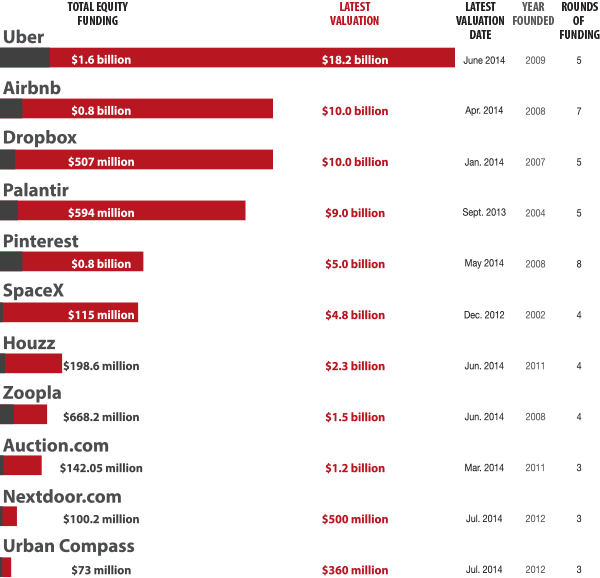 TOTAL EQUITY FUNDING LATEST VALUATION LATEST VALUATION DATE YEAR FOUNDED ROUNDS OF FUNDING
Uber
$1.6 billion $18.2 billion June 2014 2009 5
Airbnb
$0.8 billion $10.0 billion Apr. 2014 2008 7
Dropbox
$507 million $10.0 billion Jan. 2014 2007 5
Palantir
$594 million $9.0 billion Sept. 2013 2004 5
Pinterest
$0.8 billion $5.0 billion May 2014 2008 8
SpaceX
$115 million $4.8 billion Dec. 2012 2002 4
Houzz
$198.6 million $2.3 billion Jun. 2014 2011 4
Zoopla
$668.2 million $1.5 billion Jun. 2014 2008 4
Auction.com
$142.05 million $1.2 billion Mar. 2014 2011 3
Nextdoor.com
$100.2 million $500 million Jul. 2014 2012 3
Urban Compass
$73 million $360 million Jul. 2014 2012 3